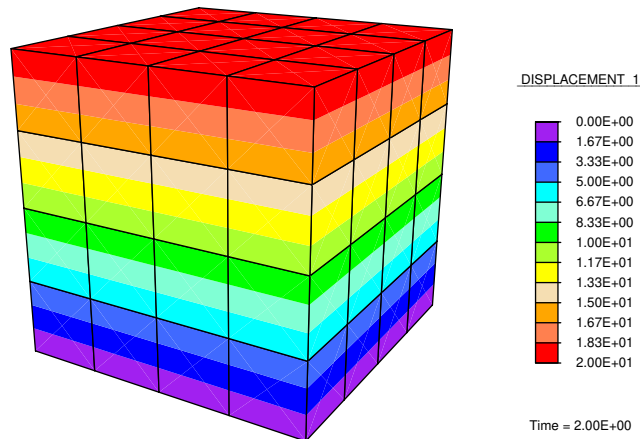 DISPLACEMENT 1
0.00E+00
1.67E+00
3.33E+00
5.00E+00
6.67E+00
8.33E+00
1.00E+01
1.17E+01
1.33E+01
1.50E+01
1.67E+01
1.83E+01
2.00E+01
Time = 2.00E+00